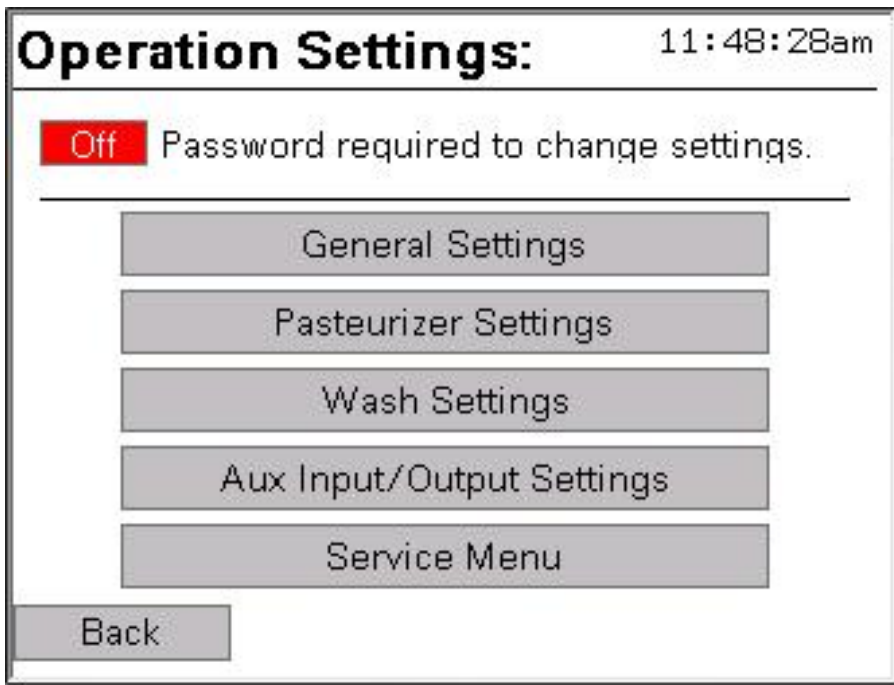 Operation Settings: 11:48:28am
Off Password required to change settings.
General Settings
Pasteurizer Settings
Wash Settings
Aux Input/Output Settings
Service Menu
Back